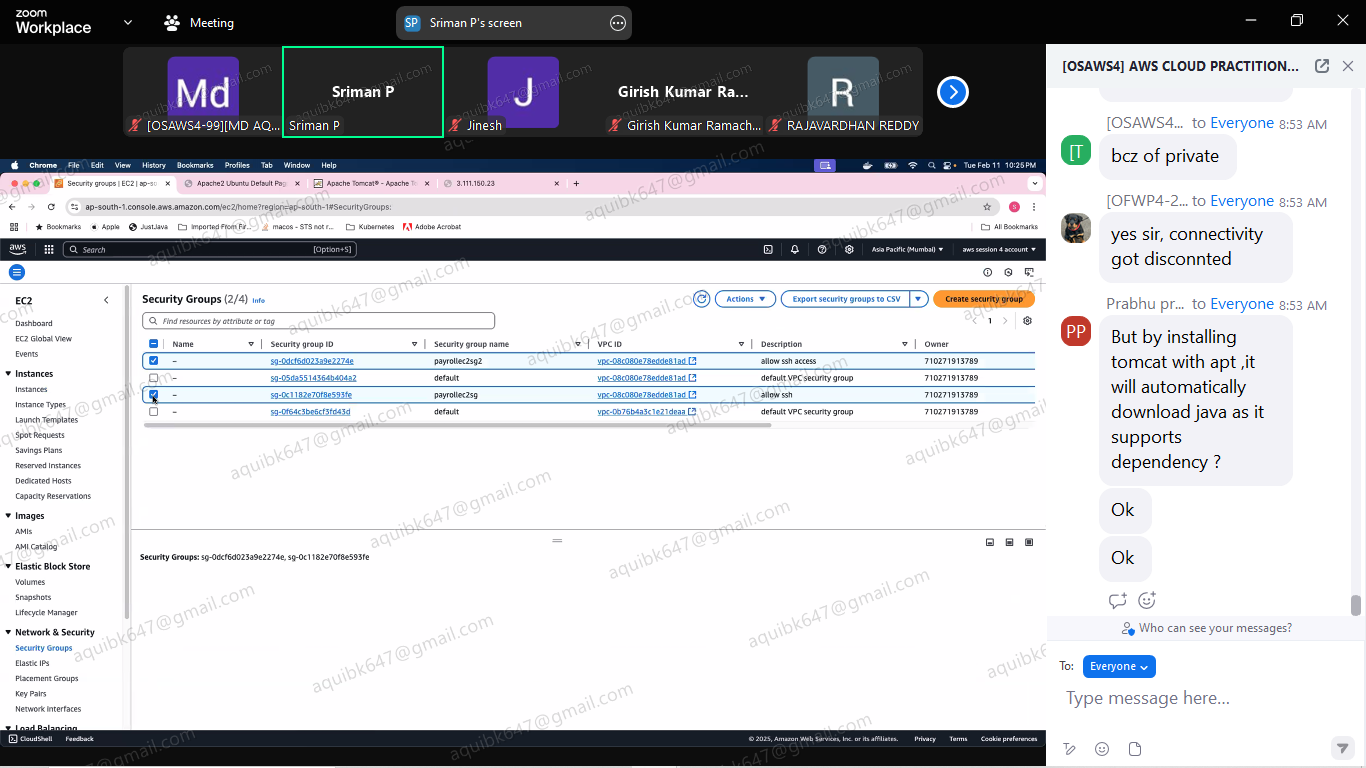 zoom
Workplace
Meeting
SP Sriman P's screen
Md
[OSAWS4-99][MD AQ...
Sriman P
Sriman P
J
Jinesh
Girish Kumar Ra...
Girish Kumar Ramach...
R
RAJAVARDHAN REDDY
Chrome File Edit View History Bookmarks Profiles Tab Window Help
Tue Feb 11 10:25 PM
Security groups | EC2 | ap-so
Apache2 Ubuntu Default Pag
Apache Tomcat® - Apache To
3.111.150.23
ap-south-1.console.aws.amazon.com/ec2/home?region=ap-south-1#SecurityGroups:
Bookmarks Apple JustJava Imported From Fir... macos - STS not r... Kubernetes Adobe Acrobat
All Bookmarks
aws
Search
[Option+S]
Asia Pacific (Mumbai)
aws session 4 account
EC2
Dashboard
EC2 Global View
Events
Instances
Instances
Instance Types
Launch Templates
Spot Requests
Savings Plans
Reserved Instances
Dedicated Hosts
Capacity Reservations
Images
AMIs
AMI Catalog
Elastic Block Store
Volumes
Snapshots
Lifecycle Manager
Network & Security
Security Groups
Elastic IPs
Placement Groups
Key Pairs
Network Interfaces
Load Balancing
Security Groups (2/4) Info
Actions
Export security groups to CSV
Create security group
Find resources by attribute or tag
1
Name Security group ID Security group name VPC ID Description Owner
– sg-0dcf6d023a9e2274e payrollec2sg2 vpc-08c080e78edde81ad allow ssh access 710271913789
– sg-05da5514364b404a2 default vpc-08c080e78edde81ad default VPC security group 710271913789
– sg-0c1182e70f8e593fe payrollec2sg vpc-08c080e78edde81ad allow ssh 710271913789
– sg-0f64c3be6cf3fd43d default vpc-0b76b4a3c1e21deaa default VPC security group 710271913789
Security Groups: sg-0dcf6d023a9e2274e, sg-0c1182e70f8e593fe
CloudShell Feedback
© 2025, Amazon Web Services, Inc. or its affiliates. Privacy Terms Cookie preferences
aquibk647@gmail.com
[OSAWS4] AWS CLOUD PRACTITION...
[OSAWS4... to Everyone 8:53 AM
[T
bcz of private
[OFWP4-2... to Everyone 8:53 AM
yes sir, connectivity
got disconnted
Prabhu pr... to Everyone 8:53 AM
PP
But by installing
tomcat with apt ,it
will automatically
download java as it
supports
dependency ?
Ok
Ok
Who can see your messages?
To: Everyone
Type message here...